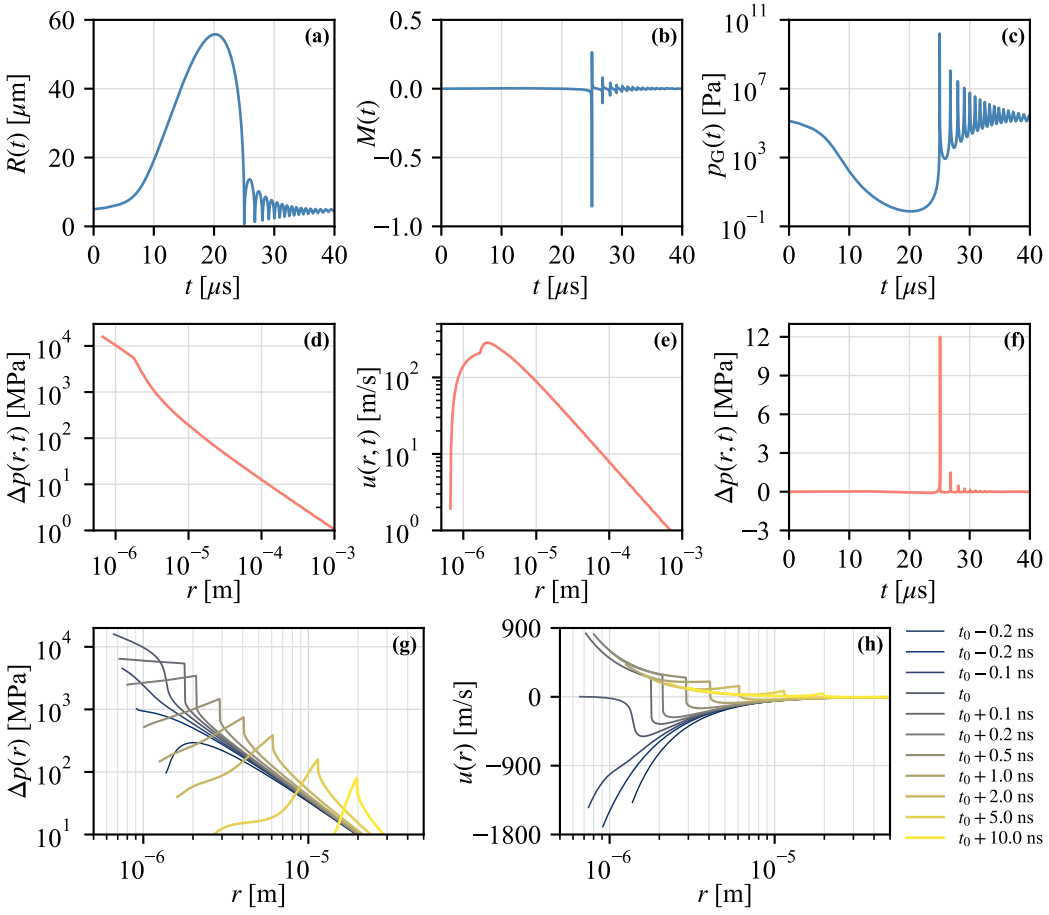 60
40
20
0
R(t) [μm]
(a)
0 10 20 30 40
t [μs]
0.5
0.0
−0.5
−1.0
M(t)
(b)
0 10 20 30 40
t [μs]
10^11
10^7
10^3
10^−1
p_G(t) [Pa]
(c)
0 10 20 30 40
t [μs]
10^4
10^3
10^2
10^1
10^0
Δp(r, t) [MPa]
(d)
10^−6 10^−5 10^−4 10^−3
r [m]
10^2
10^1
10^0
u(r, t) [m/s]
(e)
10^−6 10^−5 10^−4 10^−3
r [m]
12
9
6
3
0
−3
Δp(r, t) [MPa]
(f)
0 10 20 30 40
t [μs]
10^4
10^3
10^2
10^1
Δp(r) [MPa]
(g)
10^−6 10^−5
r [m]
900
0
−900
−1800
u(r) [m/s]
(h)
10^−6 10^−5
r [m]
t_0 − 0.2 ns
t_0 − 0.2 ns
t_0 − 0.1 ns
t_0
t_0 + 0.1 ns
t_0 + 0.2 ns
t_0 + 0.5 ns
t_0 + 1.0 ns
t_0 + 2.0 ns
t_0 + 5.0 ns
t_0 + 10.0 ns